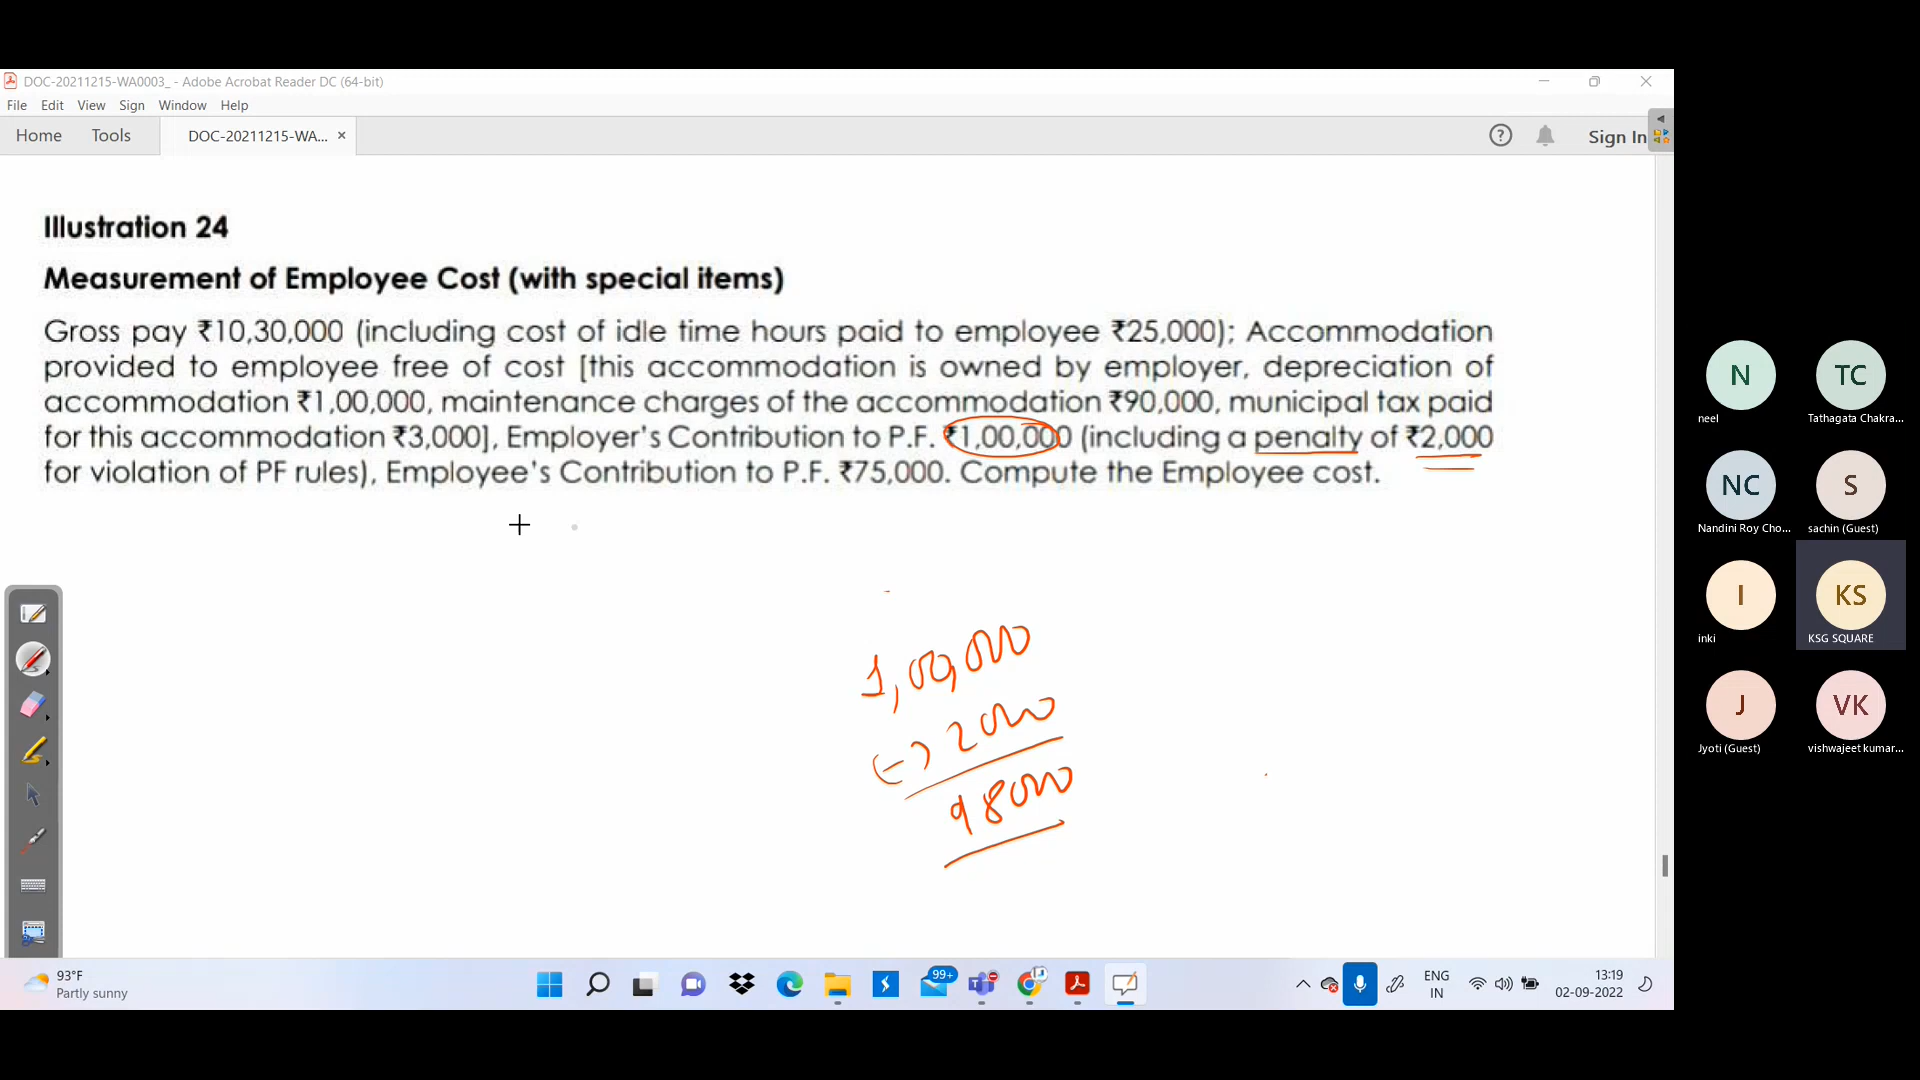 DOC-20211215-WA0003_ - Adobe Acrobat Reader DC (64-bit)
File Edit View Sign Window Help
Home Tools DOC-20211215-WA... × Sign In
Illustration 24
Measurement of Employee Cost (with special items)
Gross pay ₹10,30,000 (including cost of idle time hours paid to employee ₹25,000); Accommodation
provided to employee free of cost [this accommodation is owned by employer, depreciation of
accommodation ₹1,00,000, maintenance charges of the accommodation ₹90,000, municipal tax paid
for this accommodation ₹3,000], Employer's Contribution to P.F. ₹1,00,000 (including a penalty of ₹2,000
for violation of PF rules), Employee's Contribution to P.F. ₹75,000. Compute the Employee cost.
1,00,000
(-) 2000
98000
N
neel
TC
Tathagata Chakra...
NC
Nandini Roy Cho...
S
sachin (Guest)
I
inki
KS
KSG SQUARE
J
Jyoti (Guest)
VK
vishwajeet kumar...
93°F
Partly sunny
99+
ENG
IN
13:19
02-09-2022